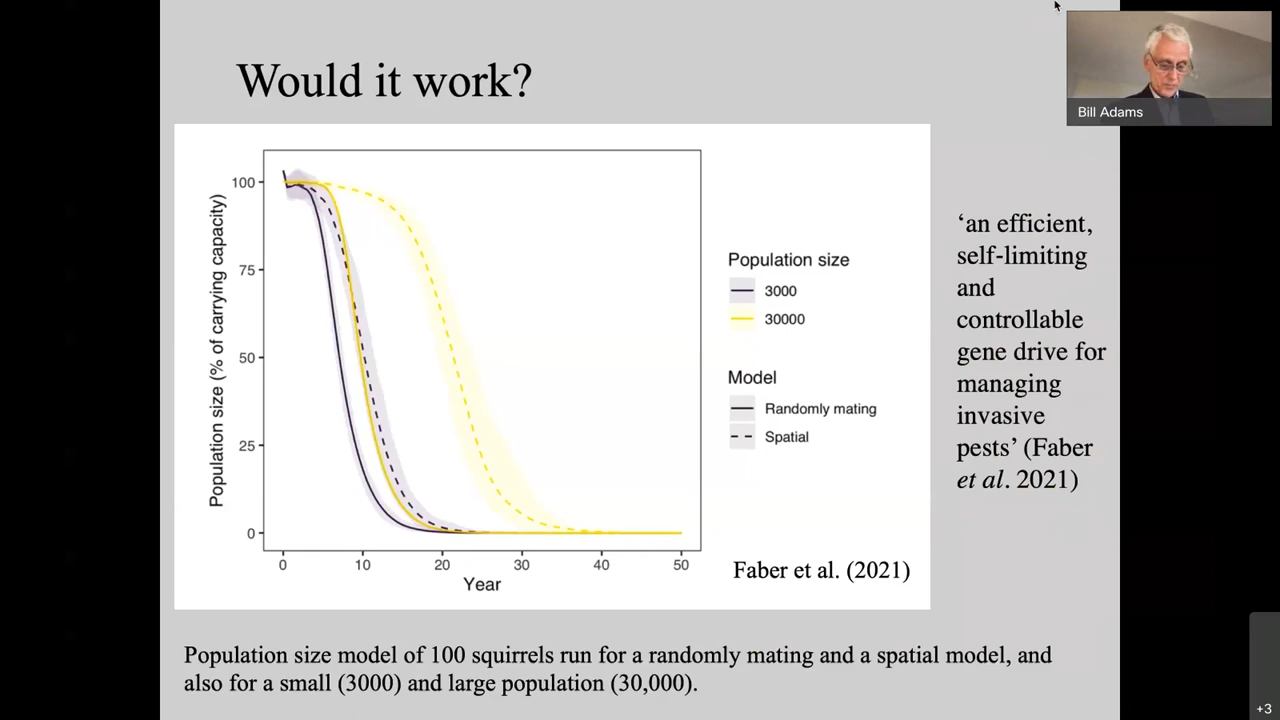 Would it work?
Bill Adams
Population size (% of carrying capacity)
100
75
50
25
0
0 10 20 30 40 50
Year
Population size
3000
30000
Model
Randomly mating
Spatial
Faber et al. (2021)
‘an efficient,
self-limiting
and
controllable
gene drive for
managing
invasive
pests’ (Faber
et al. 2021)
Population size model of 100 squirrels run for a randomly mating and a spatial model, and
also for a small (3000) and large population (30,000).
+3